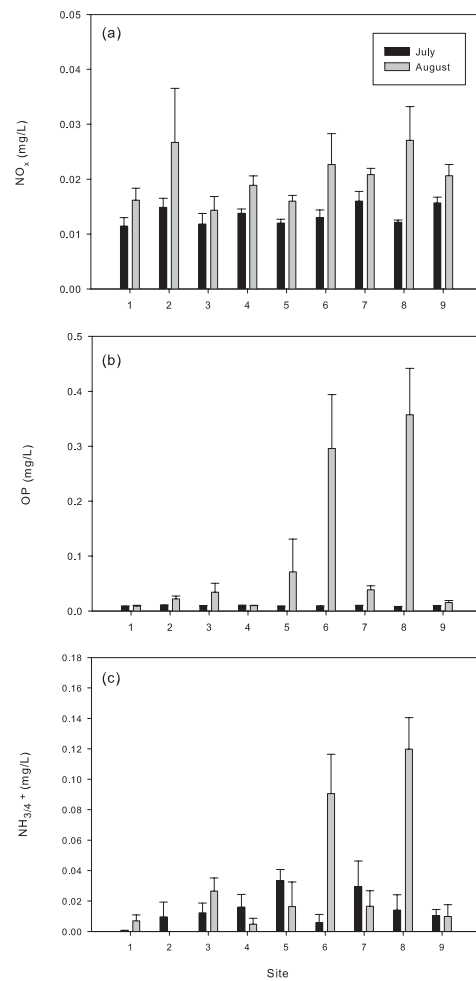 (a)
July
August
NOx (mg/L)
0.05
0.04
0.03
0.02
0.01
0.00
1 2 3 4 5 6 7 8 9
(b)
OP (mg/L)
0.5
0.4
0.3
0.2
0.1
0.0
1 2 3 4 5 6 7 8 9
(c)
NH3/4 + (mg/L)
0.18
0.16
0.14
0.12
0.10
0.08
0.06
0.04
0.02
0.00
1 2 3 4 5 6 7 8 9
Site